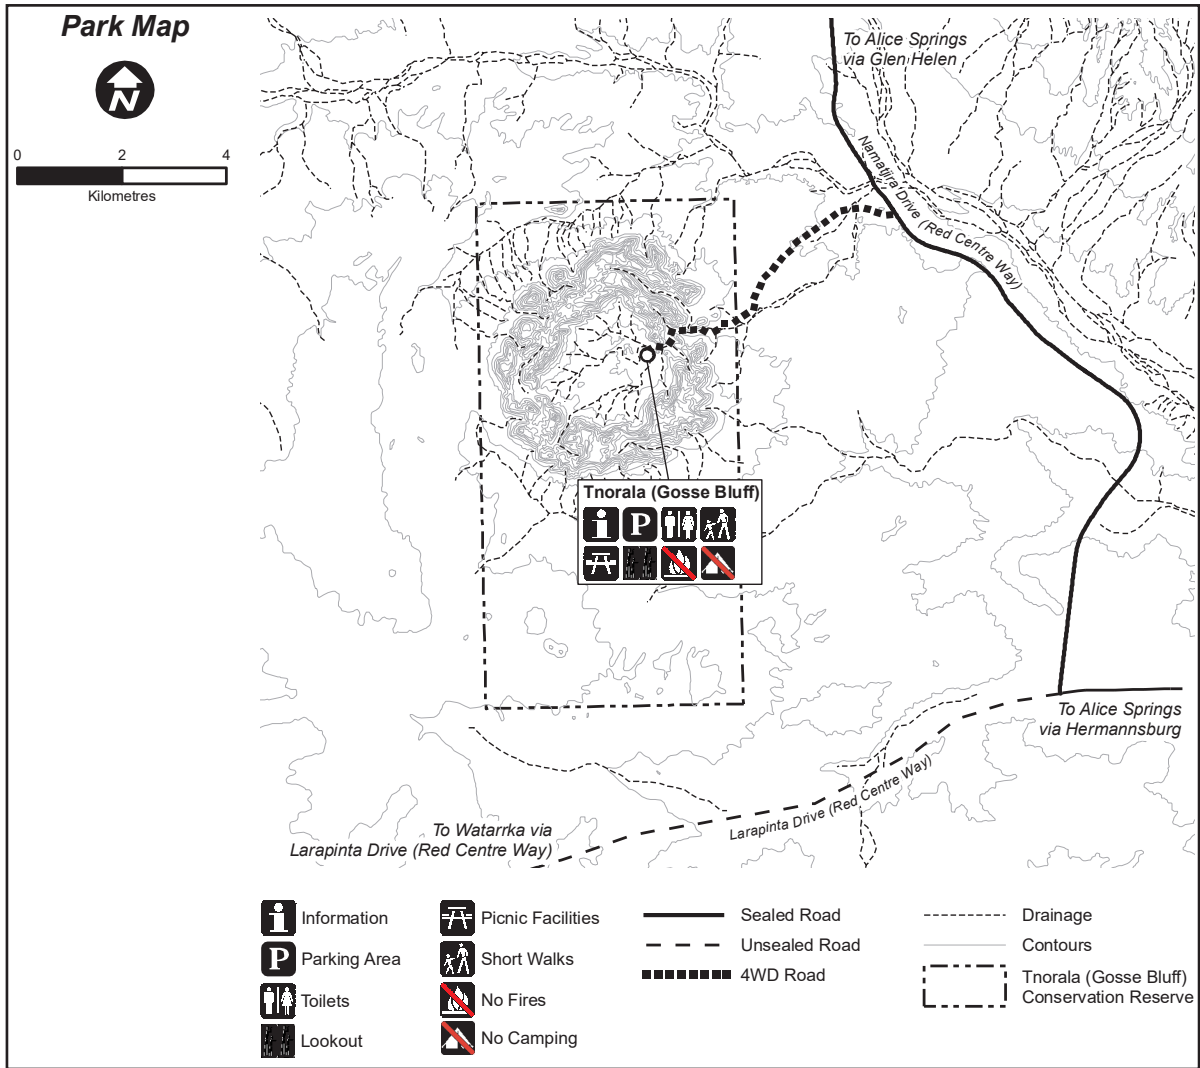 Park Map
N
0 2 4
Kilometres
To Alice Springs
via Glen Helen
Namatjira Drive (Red Centre Way)
Tnorala (Gosse Bluff)
i P
To Alice Springs
via Hermannsburg
Larapinta Drive (Red Centre Way)
To Watarrka via
Larapinta Drive (Red Centre Way)
i Information
P Parking Area
Toilets
Lookout
Picnic Facilities
Short Walks
No Fires
No Camping
Sealed Road
Unsealed Road
4WD Road
Drainage
Contours
Tnorala (Gosse Bluff)
Conservation Reserve